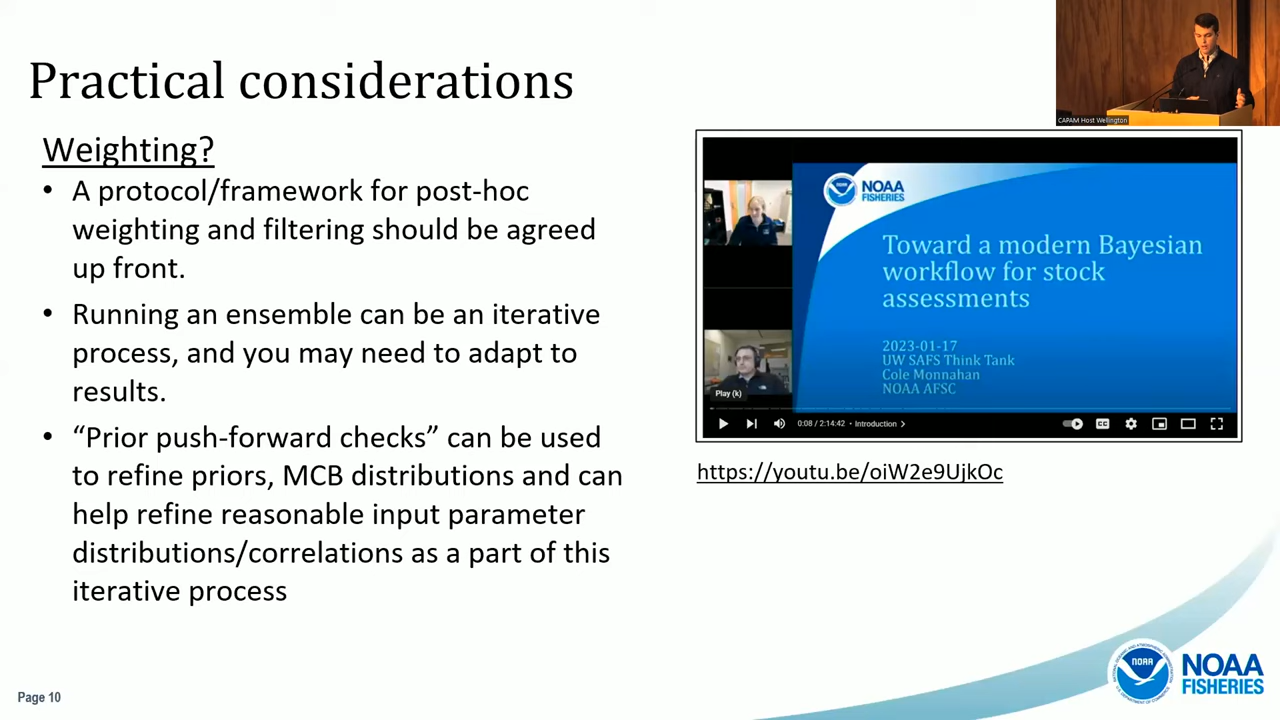 Practical considerations
CAPAM Host Wellington
Weighting?
• A protocol/framework for post-hoc
weighting and filtering should be agreed
up front.
• Running an ensemble can be an iterative
process, and you may need to adapt to
results.
• “Prior push-forward checks” can be used
to refine priors, MCB distributions and can
help refine reasonable input parameter
distributions/correlations as a part of this
iterative process
NOAA
FISHERIES
Toward a modern Bayesian
workflow for stock
assessments
2023-01-17
UW SAFS Think Tank
Cole Monnahan
NOAA AFSC
Play (k)
0:08 / 2:14:42 • Introduction
https://youtu.be/oiW2e9UjkOc
Page 10
NOAA
NOAA
FISHERIES